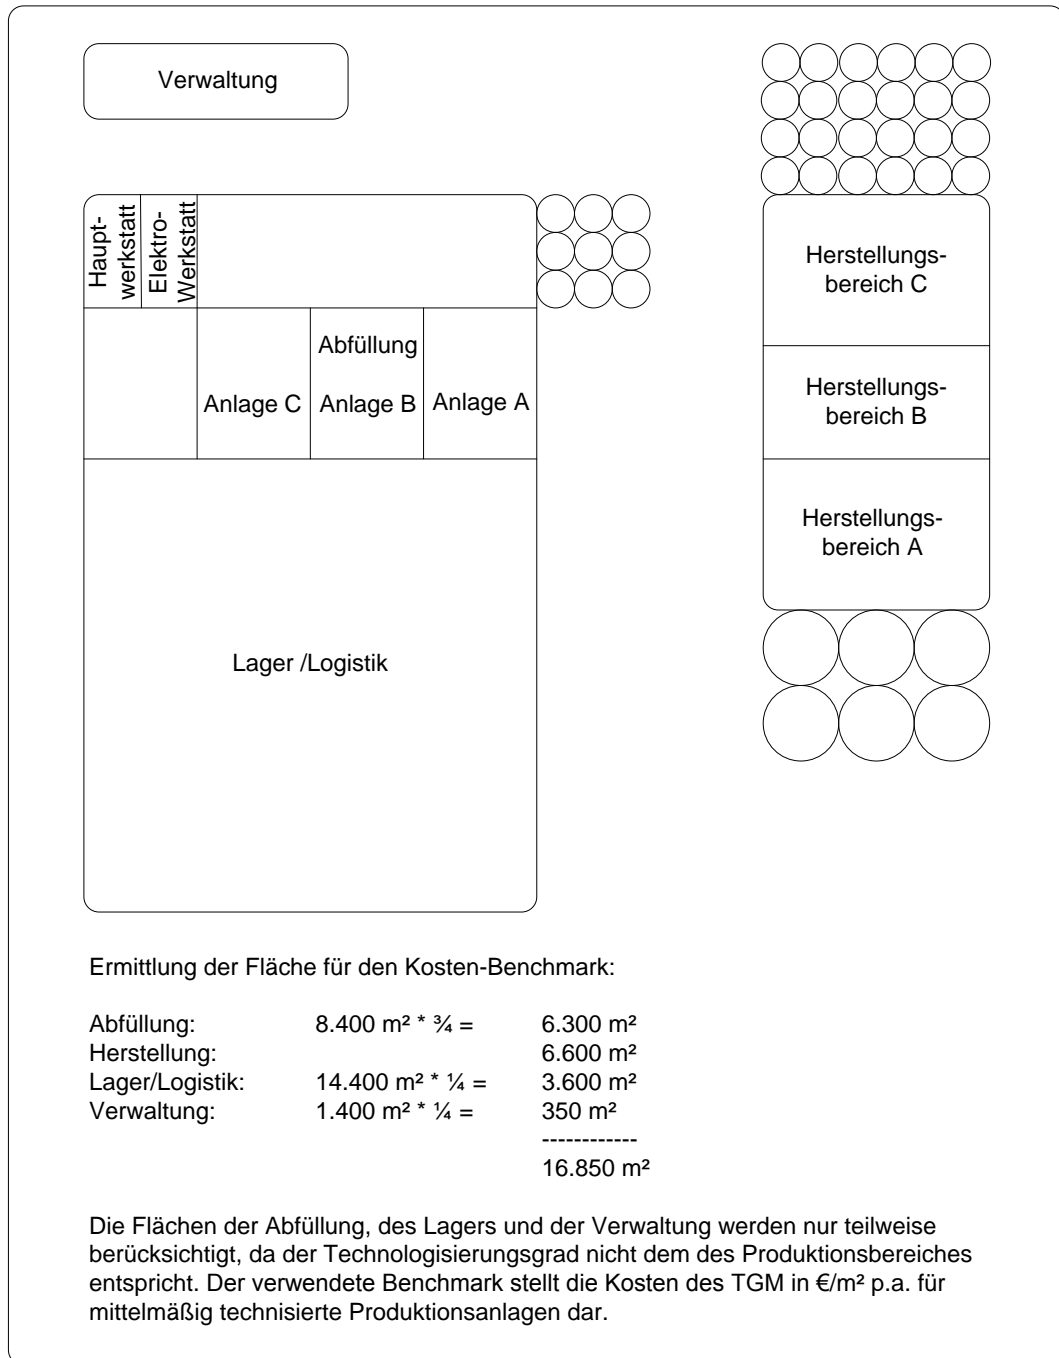 Verwaltung
Haupt-
werkstatt
Elektro-
Werkstatt
Abfüllung
Anlage C
Anlage B
Anlage A
Lager /Logistik
Herstellungs-
bereich C
Herstellungs-
bereich B
Herstellungs-
bereich A
Ermittlung der Fläche für den Kosten-Benchmark:
Abfüllung: 8.400 m² * ¾ = 6.300 m²
Herstellung: 6.600 m²
Lager/Logistik: 14.400 m² * ¼ = 3.600 m²
Verwaltung: 1.400 m² * ¼ = 350 m²
------------
16.850 m²
Die Flächen der Abfüllung, des Lagers und der Verwaltung werden nur teilweise
berücksichtigt, da der Technologisierungsgrad nicht dem des Produktionsbereiches
entspricht. Der verwendete Benchmark stellt die Kosten des TGM in €/m² p.a. für
mittelmäßig technisierte Produktionsanlagen dar.